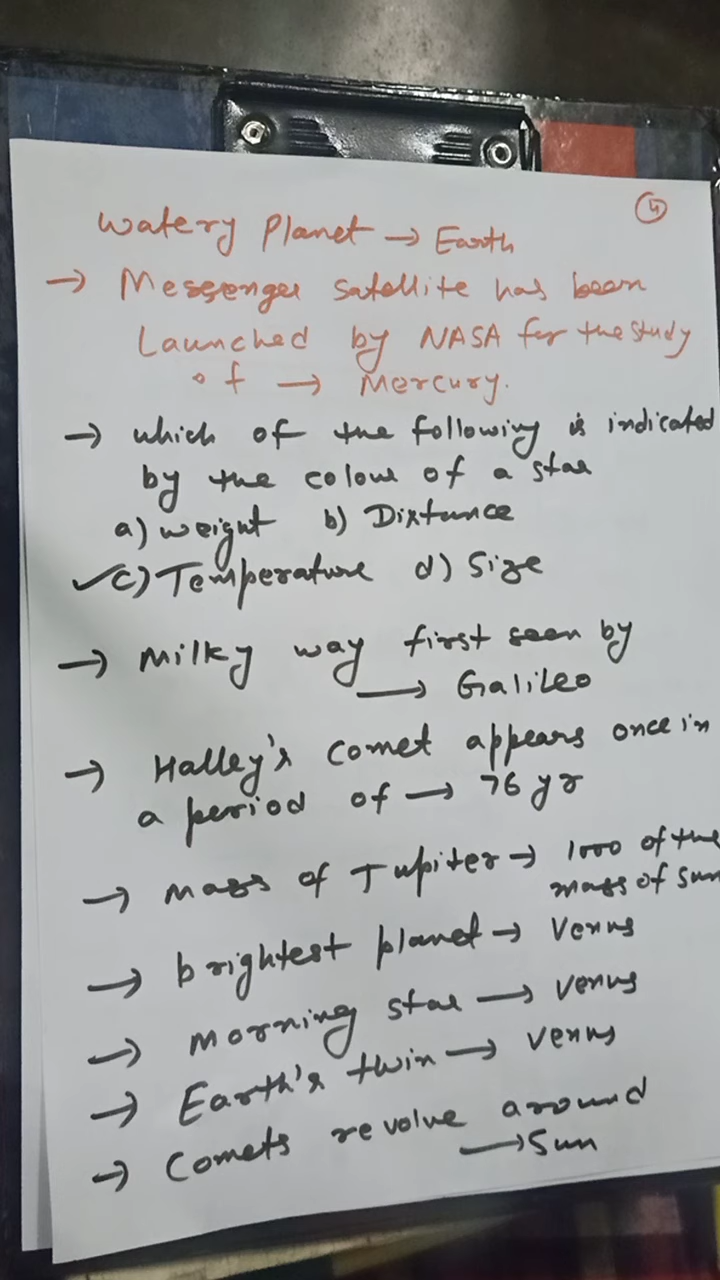 ④
Watery Planet → Earth
→ Messenger satellite has been
Launched by NASA for the study
of → Mercury.
→ which of the following is indicated
by the colour of a star
a) weight b) Distance
✓c) Temperature d) Size
→ Milky way first seen by
→ Galileo
→ Halley's comet appears once in
a period of → 76 yr
→ mass of Jupiter → 1000 of the
mass of sun
→ brightest planet → Venus
→ morning star → venus
→ Earth's twin → venus
→ Comets revolve around
→ Sun